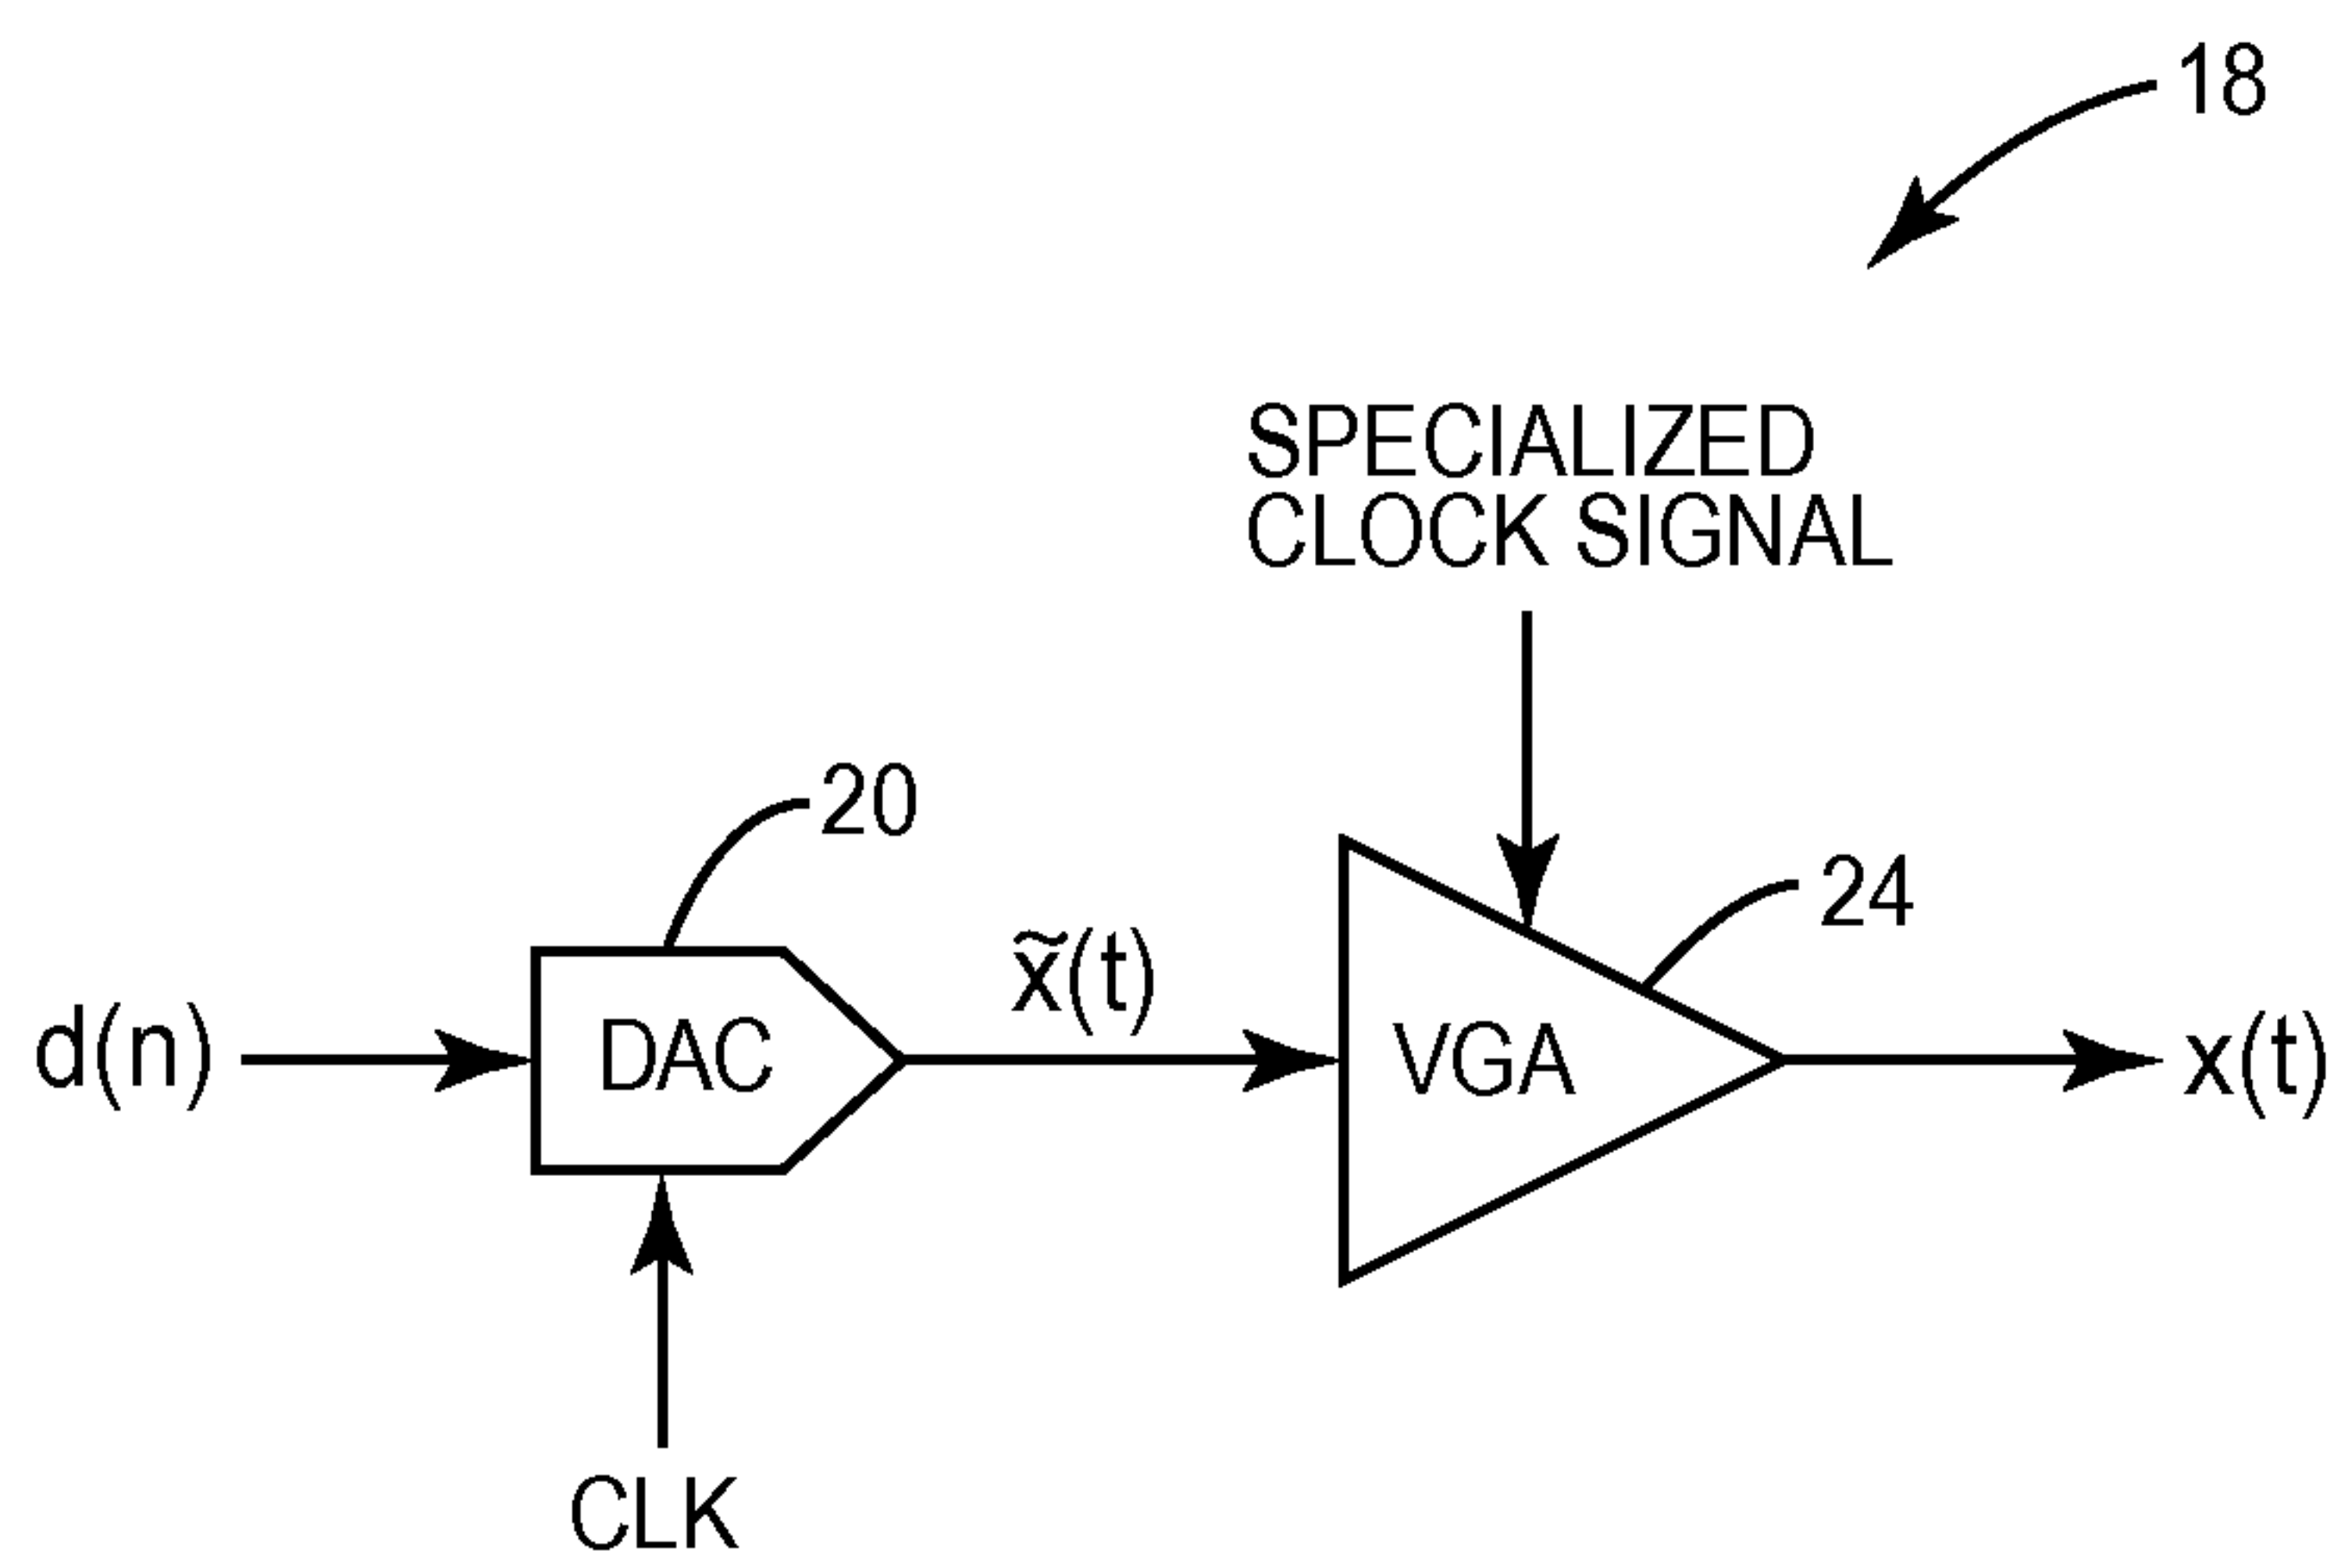 18
SPECIALIZED
CLOCK SIGNAL
20
24
x̃(t)
d(n)
DAC
VGA
x(t)
CLK